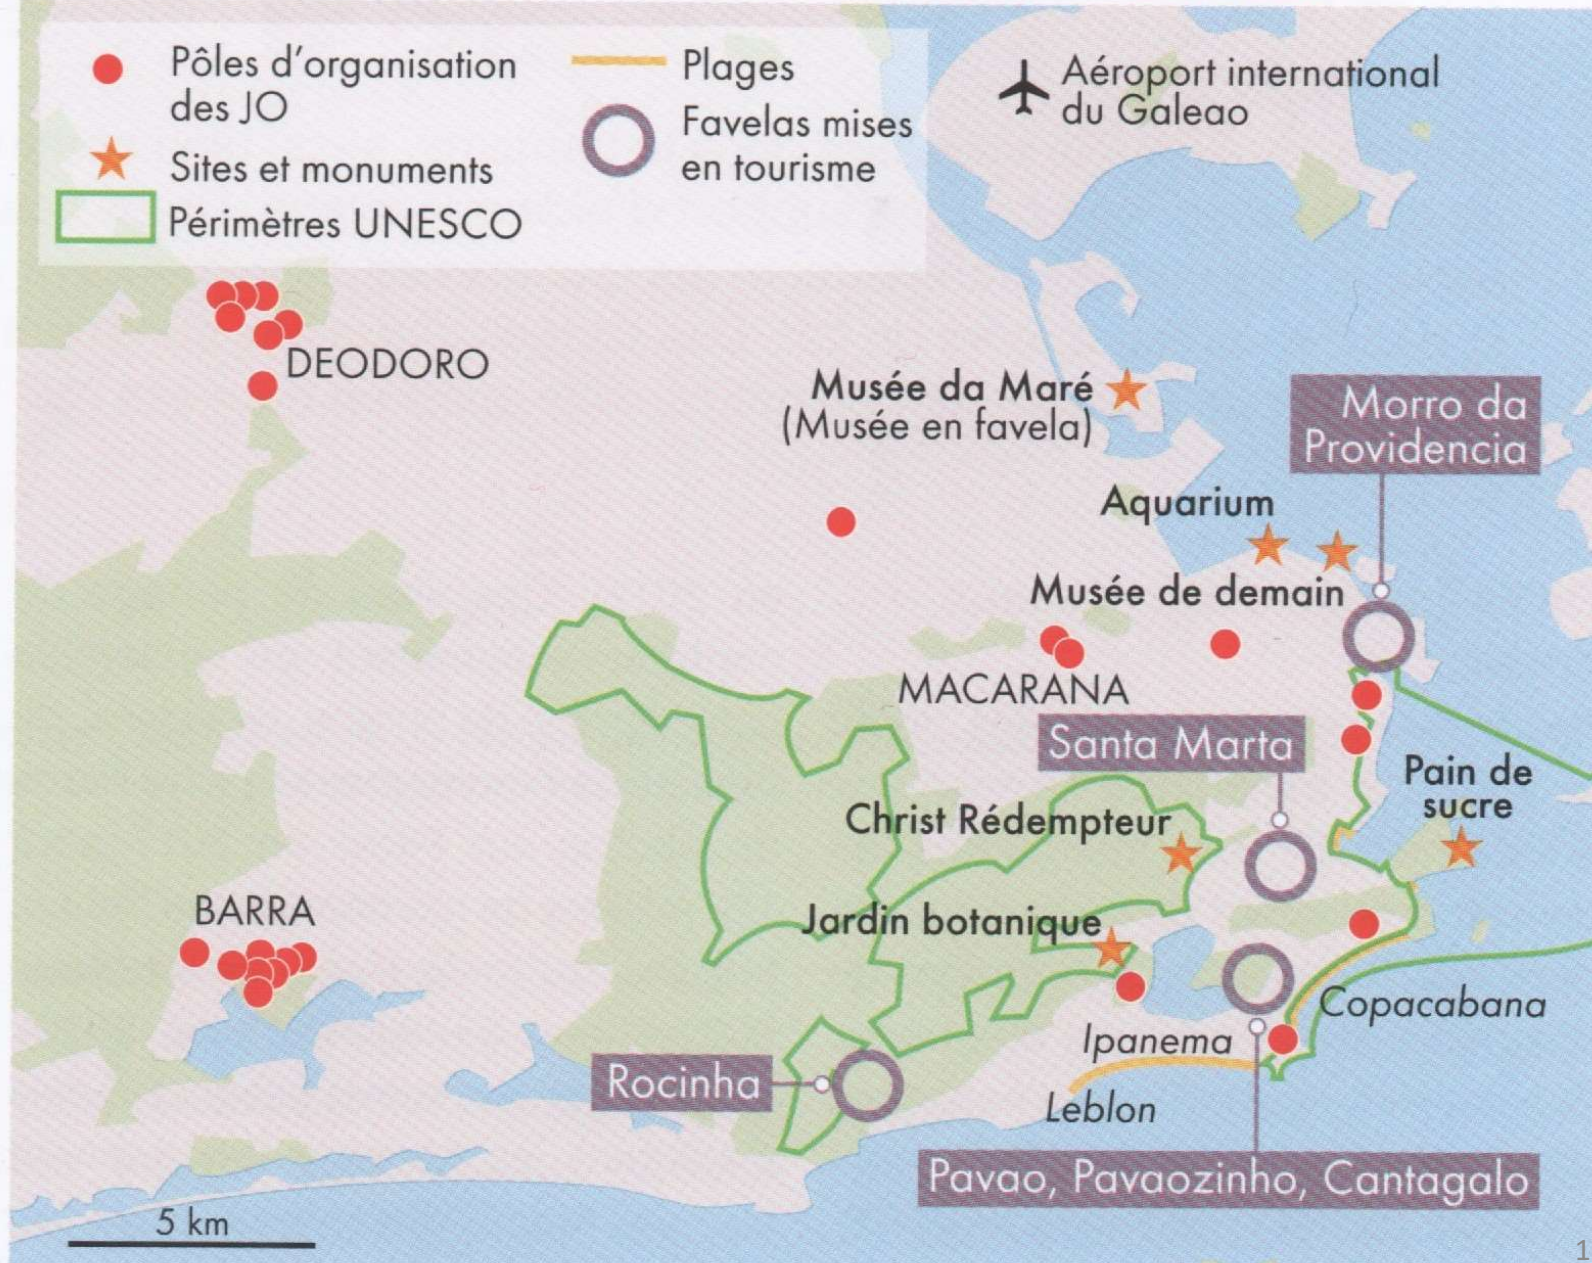 Pôles d'organisation
des JO
Sites et monuments
Périmètres UNESCO
Plages
Favelas mises
en tourisme
Aéroport international
du Galeao
DEODORO
Musée da Maré
(Musée en favela)
Morro da
Providencia
Aquarium
Musée de demain
MACARANA
Santa Marta
Pain de
sucre
Christ Rédempteur
BARRA
Jardin botanique
Copacabana
Ipanema
Rocinha
Leblon
Pavao, Pavaozinho, Cantagalo
5 km
1